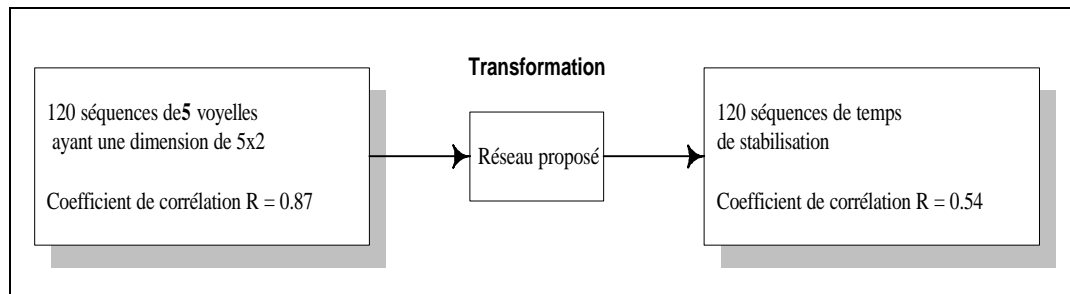 Transformation
120 séquences de5 voyelles
ayant une dimension de 5x2
Coefficient de corrélation R = 0.87
Réseau proposé
120 séquences de temps
de stabilisation
Coefficient de corrélation R = 0.54